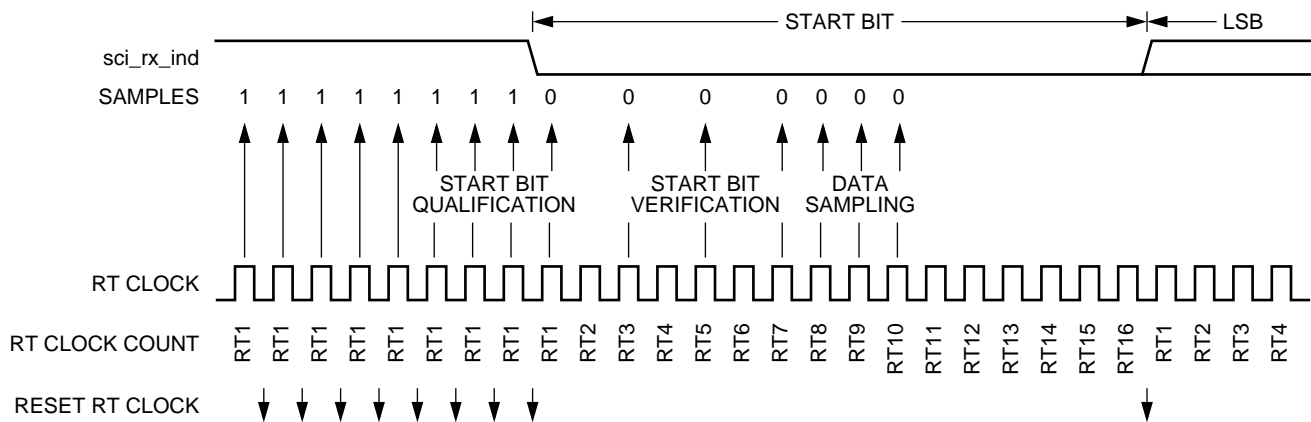 START BIT LSB
sci_rx_ind
SAMPLES 1 1 1 1 1 1 1 1 0 0 0 0 0 0 0
START BIT QUALIFICATION
START BIT VERIFICATION
DATA SAMPLING
RT CLOCK
RT CLOCK COUNT RT1 RT1 RT1 RT1 RT1 RT1 RT1 RT1 RT1 RT2 RT3 RT4 RT5 RT6 RT7 RT8 RT9 RT10 RT11 RT12 RT13 RT14 RT15 RT16 RT1 RT2 RT3 RT4
RESET RT CLOCK